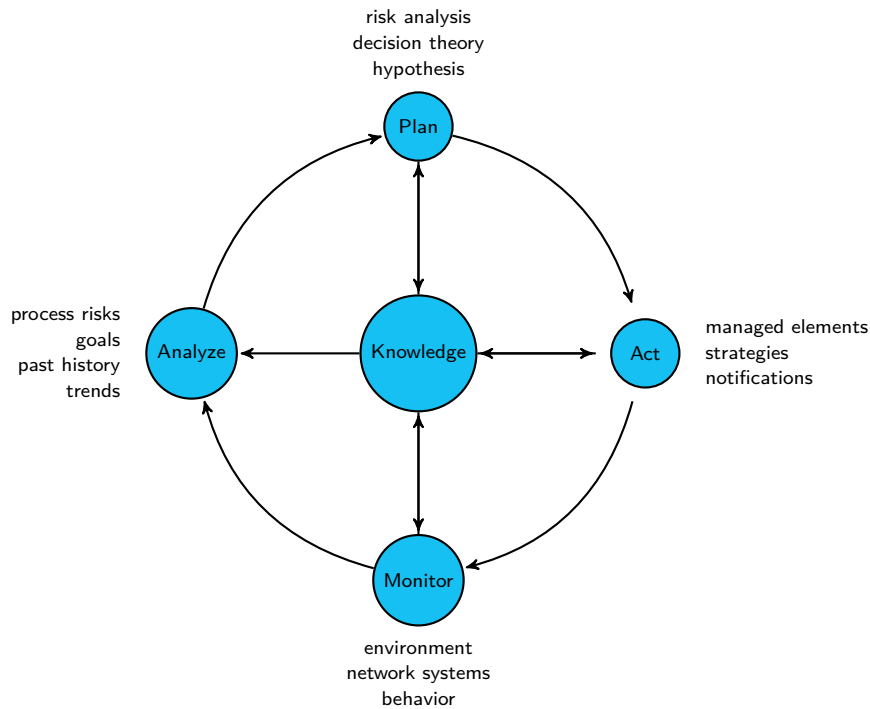 risk analysis
decision theory
hypothesis
Plan
process risks
goals
past history
trends
Analyze
Knowledge
Act
managed elements
strategies
notifications
Monitor
environment
network systems
behavior